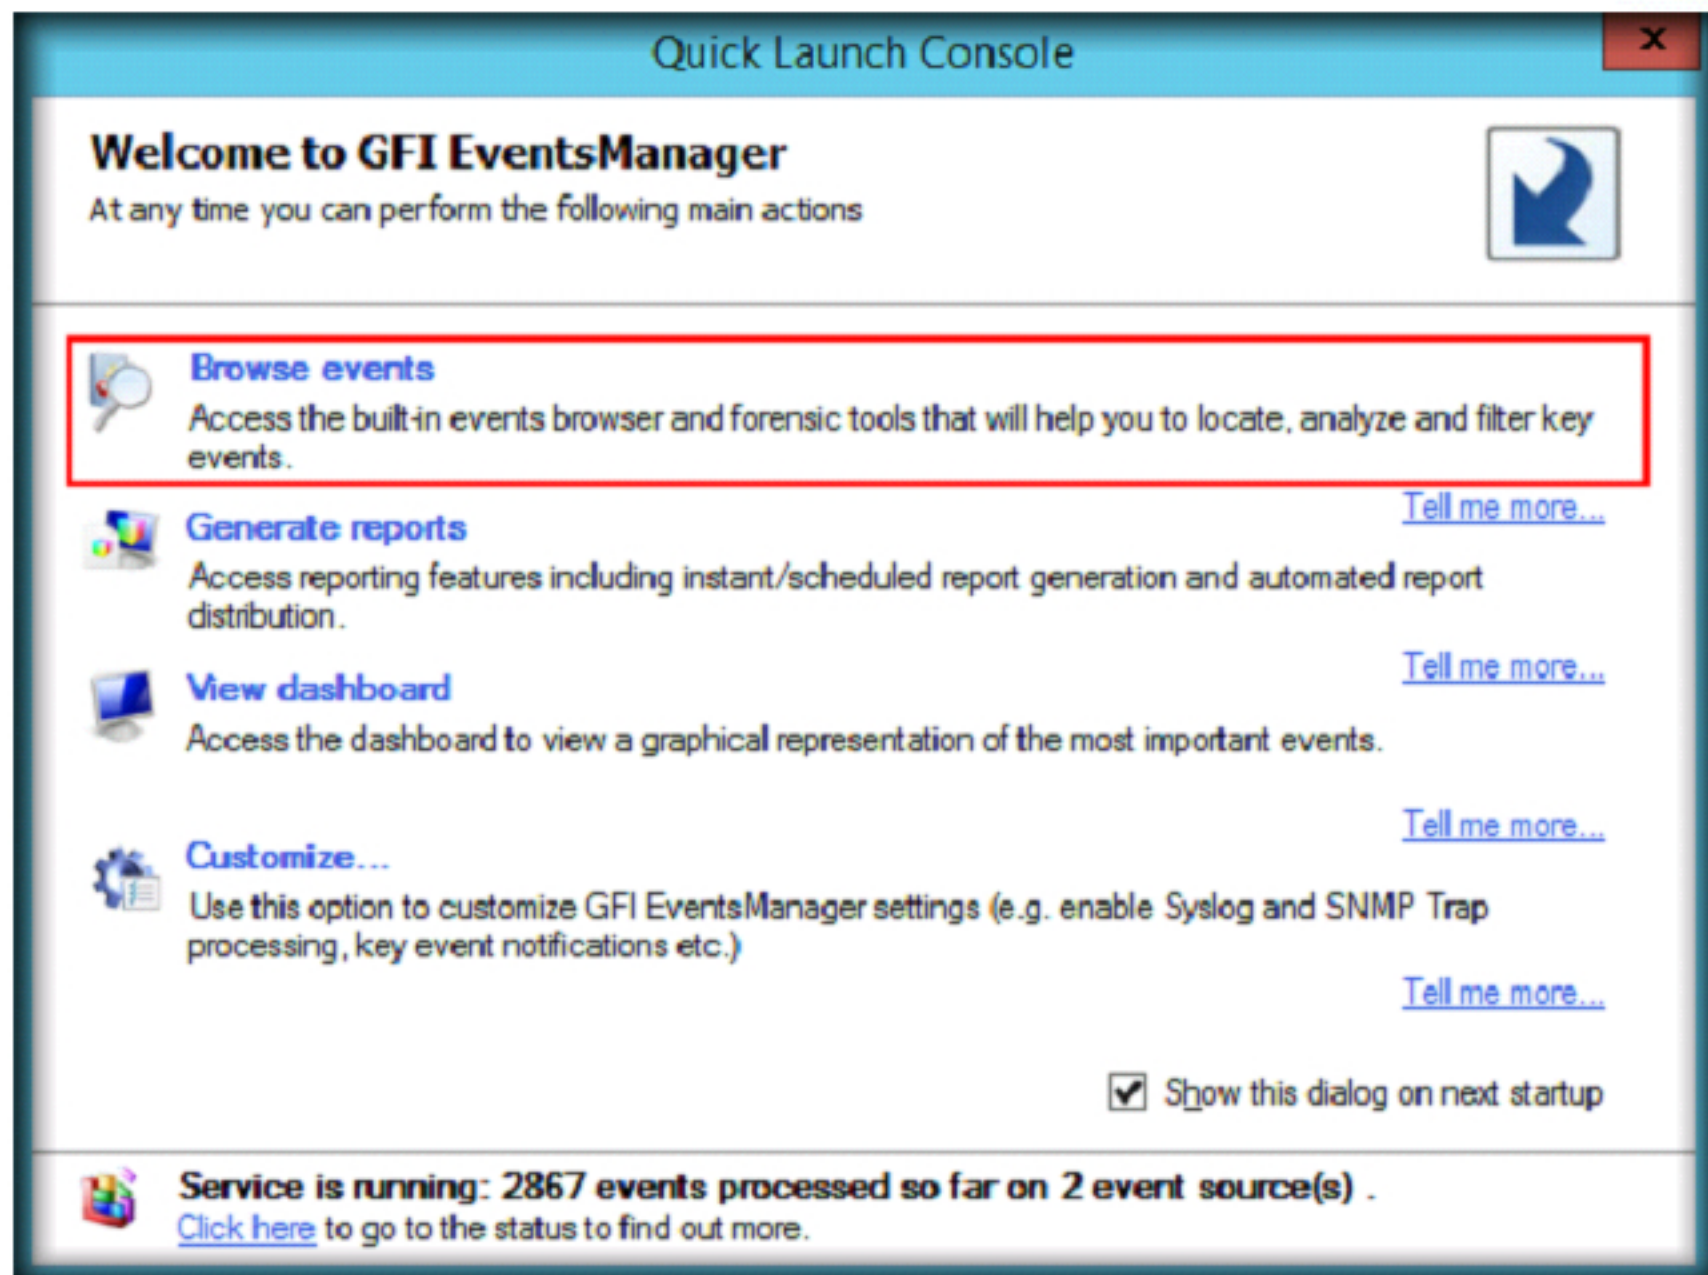 Quick Launch Console
x
Welcome to GFI EventsManager
At any time you can perform the following main actions
Browse events
Access the built-in events browser and forensic tools that will help you to locate, analyze and filter key
events.
Tell me more...
Generate reports
Access reporting features including instant/scheduled report generation and automated report
distribution.
Tell me more...
View dashboard
Access the dashboard to view a graphical representation of the most important events.
Tell me more...
Customize...
Use this option to customize GFI EventsManager settings (e.g. enable Syslog and SNMP Trap
processing, key event notifications etc.)
Tell me more...
Show this dialog on next startup
Service is running: 2867 events processed so far on 2 event source(s) .
Click here to go to the status to find out more.